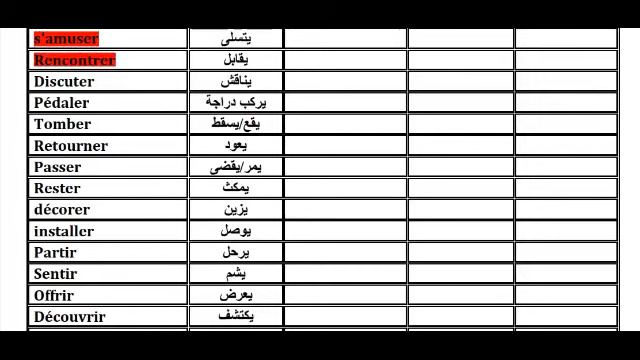 s'amuser يتسلى
Rencontrer يقابل
Discuter يناقش
Pédaler يركب دراجة
Tomber يقع/يسقط
Retourner يعود
Passer يمر/يقضي
Rester يمكث
décorer يزين
installer يوصل
Partir يرحل
Sentir يشم
Offrir يعرض
Découvrir يكتشف